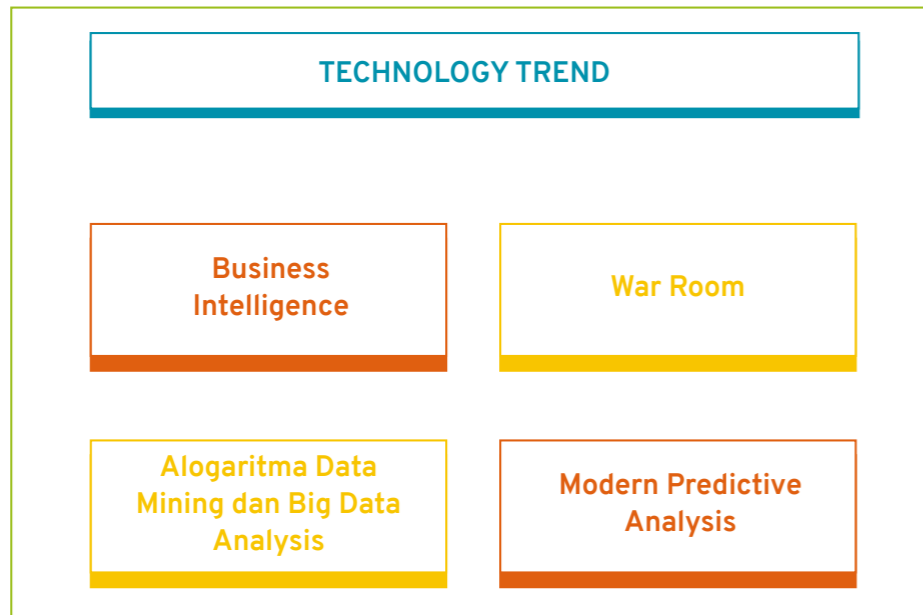 TECHNOLOGY TREND
Business
Intelligence
War Room
Alogaritma Data
Mining dan Big Data
Analysis
Modern Predictive
Analysis